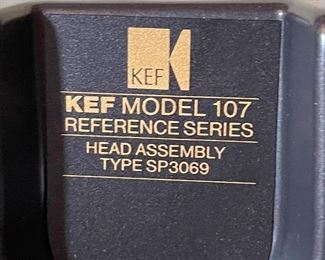 KEF
KEF MODEL 107
REFERENCE SERIES
HEAD ASSEMBLY
TYPE SP3069